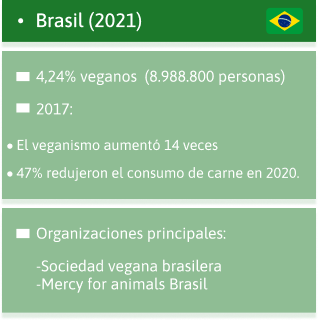 • Brasil (2021)
4,24% veganos (8.988.800 personas)
2017:
• El veganismo aumentó 14 veces
• 47% redujeron el consumo de carne en 2020.
Organizaciones principales:
-Sociedad vegana brasilera
-Mercy for animals Brasil